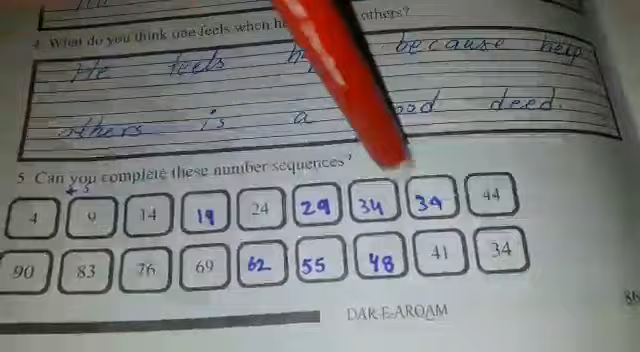 4 What do you think one feels when he others?
He feels because help
others is a good deed.
5 Can you complete these number sequences?
+5
4 9 14 19 24 29 34 39 44
90 83 76 69 62 55 48 41 34
DAR-E-ARQAM